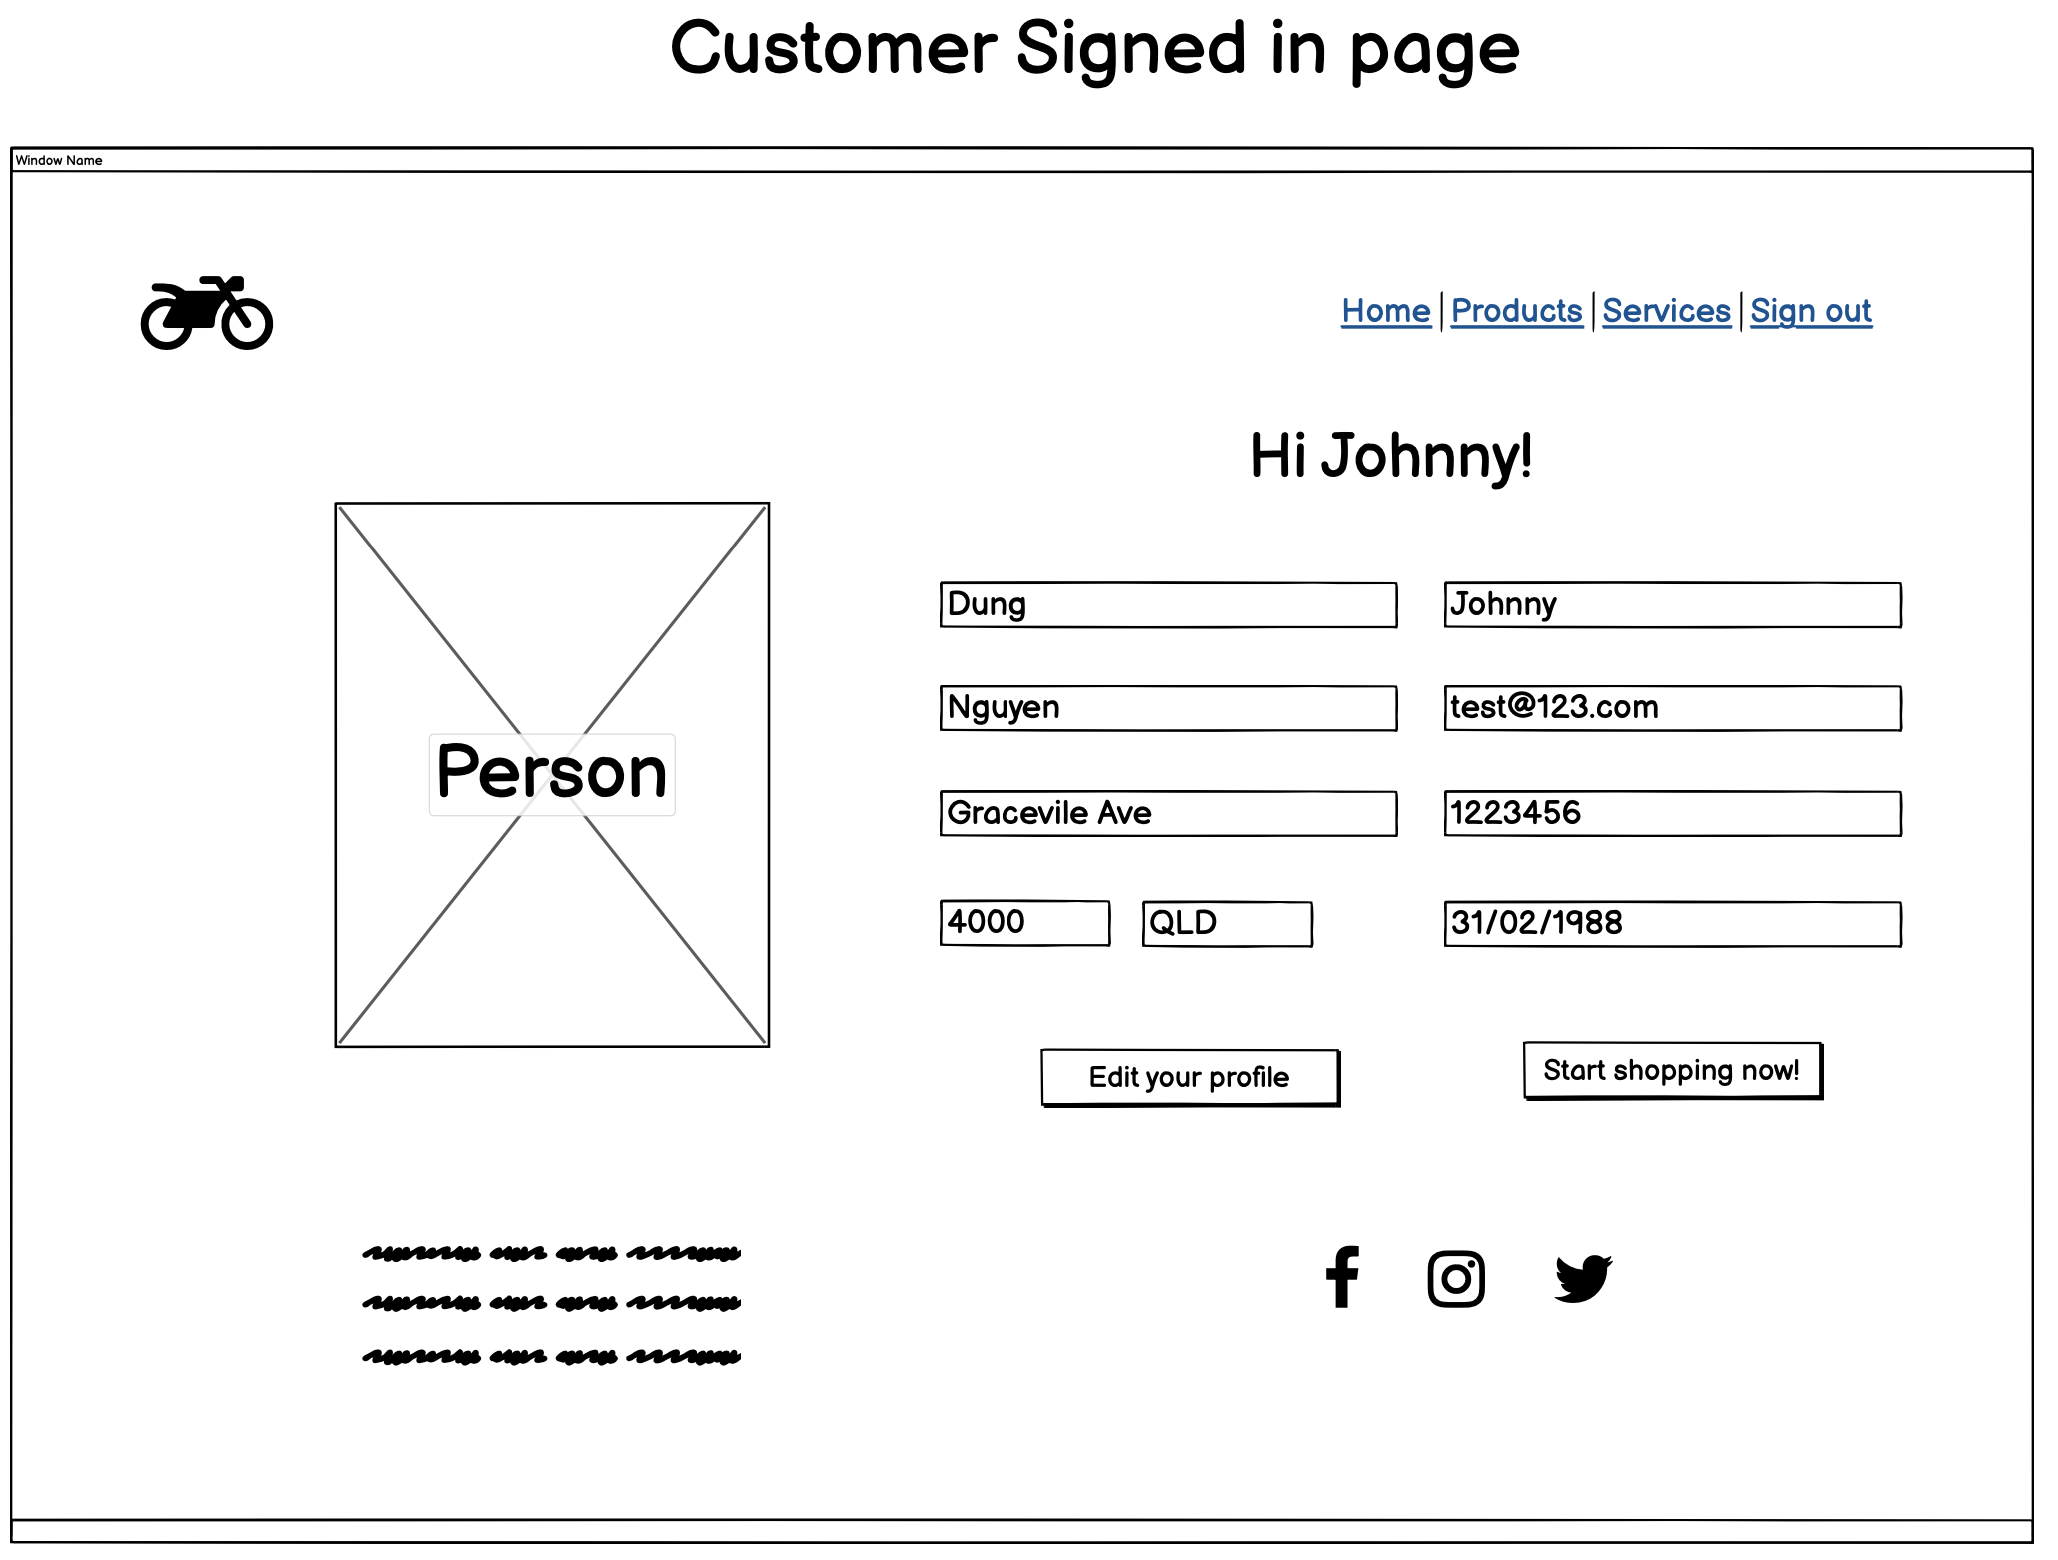 Customer Signed in page
Window Name
Home Products Services Sign out
Hi Johnny!
Person
Dung Johnny
Nguyen test@123.com
Gracevile Ave 1223456
4000 QLD 31/02/1988
Edit your profile Start shopping now!